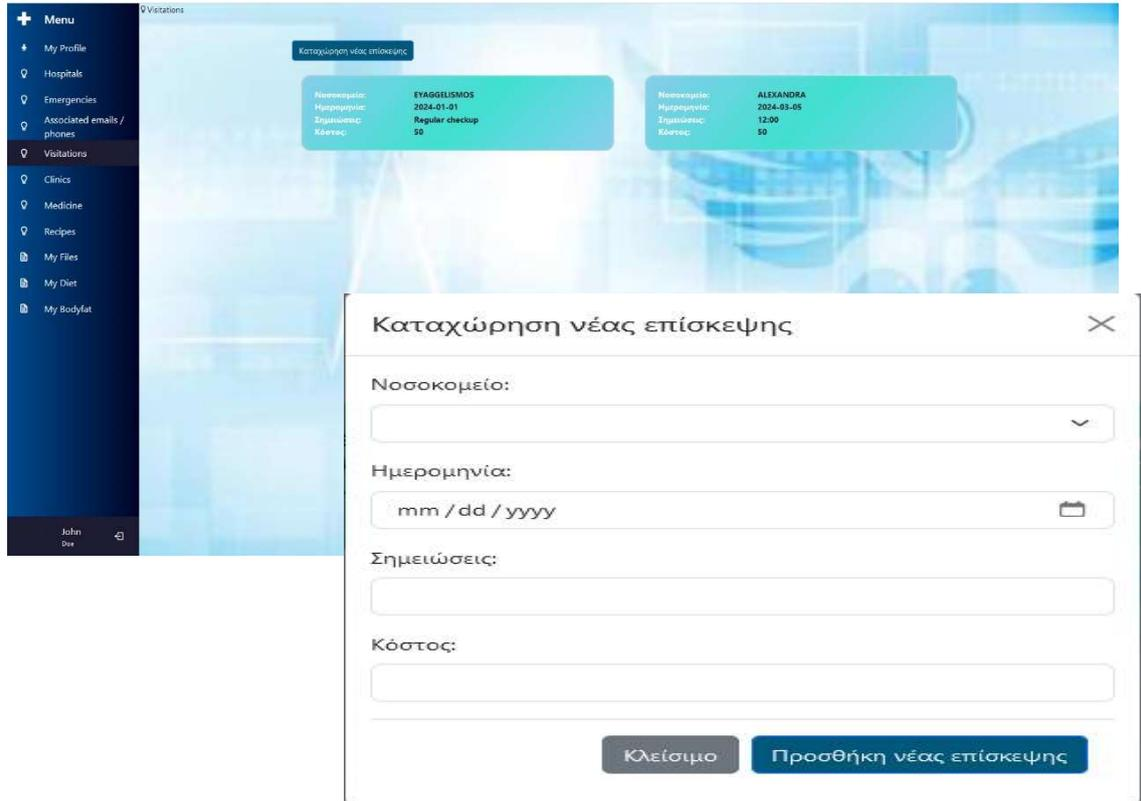 Menu
Visitations
My Profile
Hospitals
Emergencies
Associated emails /
phones
Visitations
Clinics
Medicine
Recipes
My Files
My Diet
My Bodyfat
John
Doe
Καταχώρηση νέας επίσκεψης
Νοσοκομείο: EYAGGELISMOS
Ημερομηνία: 2024-01-01
Σημειώσεις: Regular checkup
Κόστος: 50
Νοσοκομείο: ALEXANDRA
Ημερομηνία: 2024-03-05
Σημειώσεις: 12:00
Κόστος: 50
Καταχώρηση νέας επίσκεψης
Νοσοκομείο:
Ημερομηνία:
mm / dd / yyyy
Σημειώσεις:
Κόστος:
Κλείσιμο Προσθήκη νέας επίσκεψης